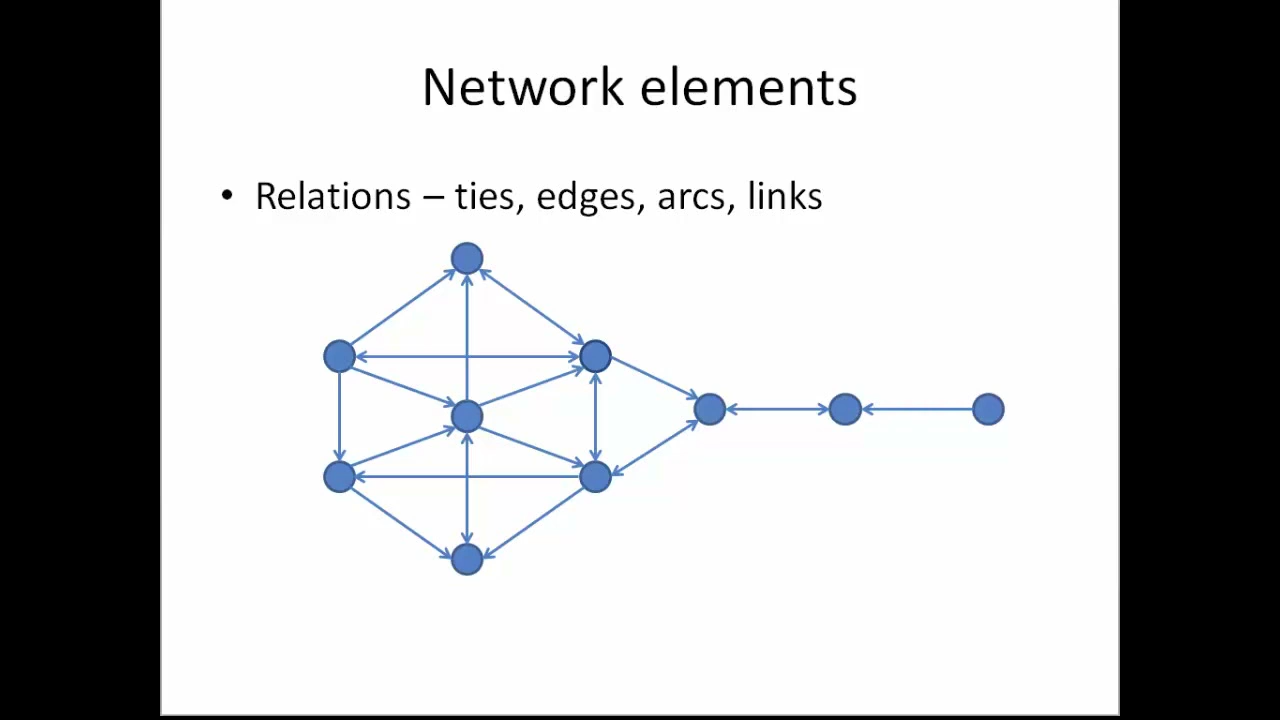 Network elements
• Relations – ties, edges, arcs, links